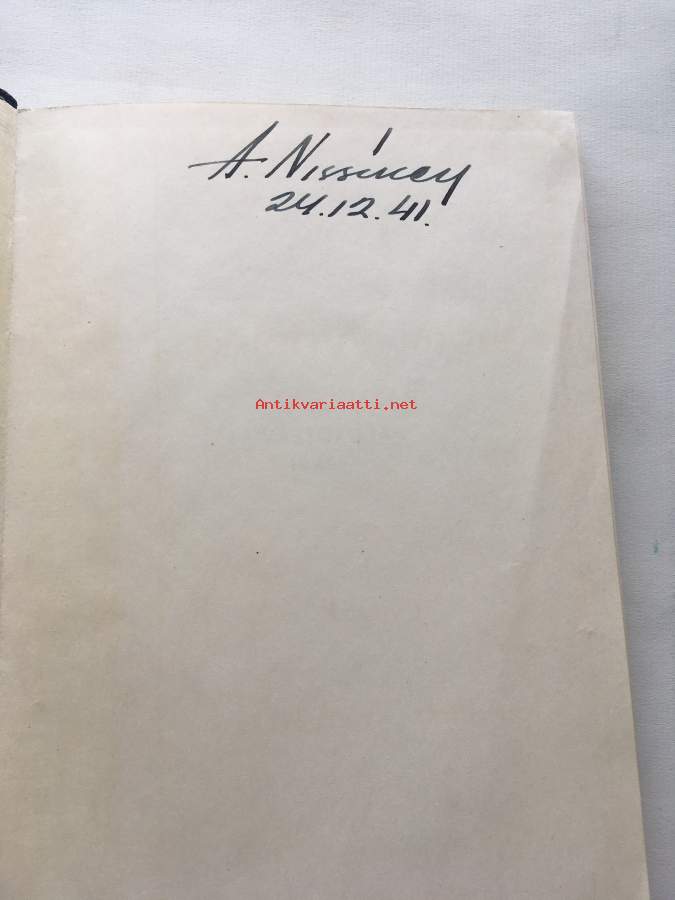 A. Nissinen
24.12.41.
Antikvariaatti.net